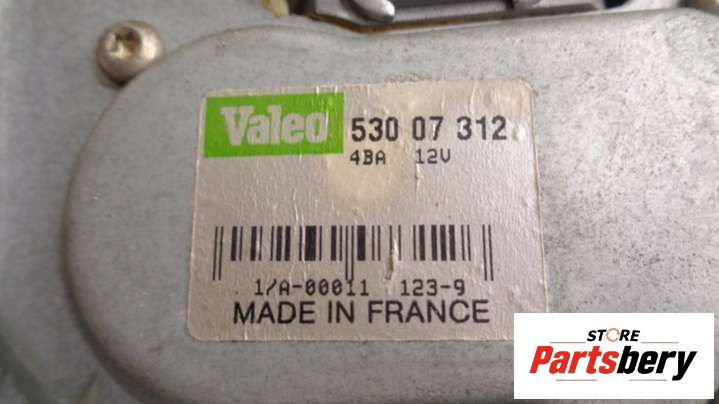 Valeo 530 07 312
4BA 12V
1/A-00011 123-9
MADE IN FRANCE
STORE
Partsbery